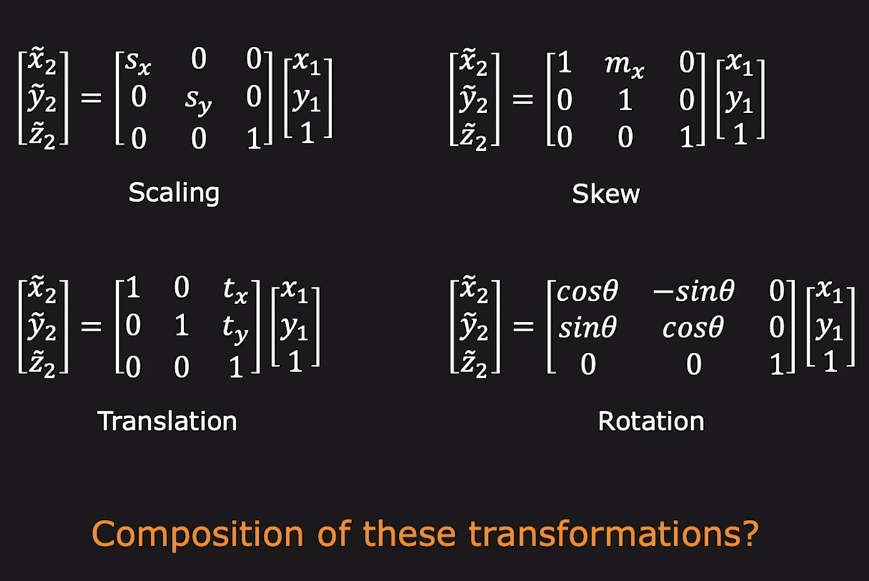 [x̃₂ ỹ₂ z̃₂] = [sₓ 0 0; 0 s_y 0; 0 0 1] [x₁ y₁ 1]
Scaling
[x̃₂ ỹ₂ z̃₂] = [1 mₓ 0; 0 1 0; 0 0 1] [x₁ y₁ 1]
Skew
[x̃₂ ỹ₂ z̃₂] = [1 0 tₓ; 0 1 t_y; 0 0 1] [x₁ y₁ 1]
Translation
[x̃₂ ỹ₂ z̃₂] = [cosθ −sinθ 0; sinθ cosθ 0; 0 0 1] [x₁ y₁ 1]
Rotation
Composition of these transformations?